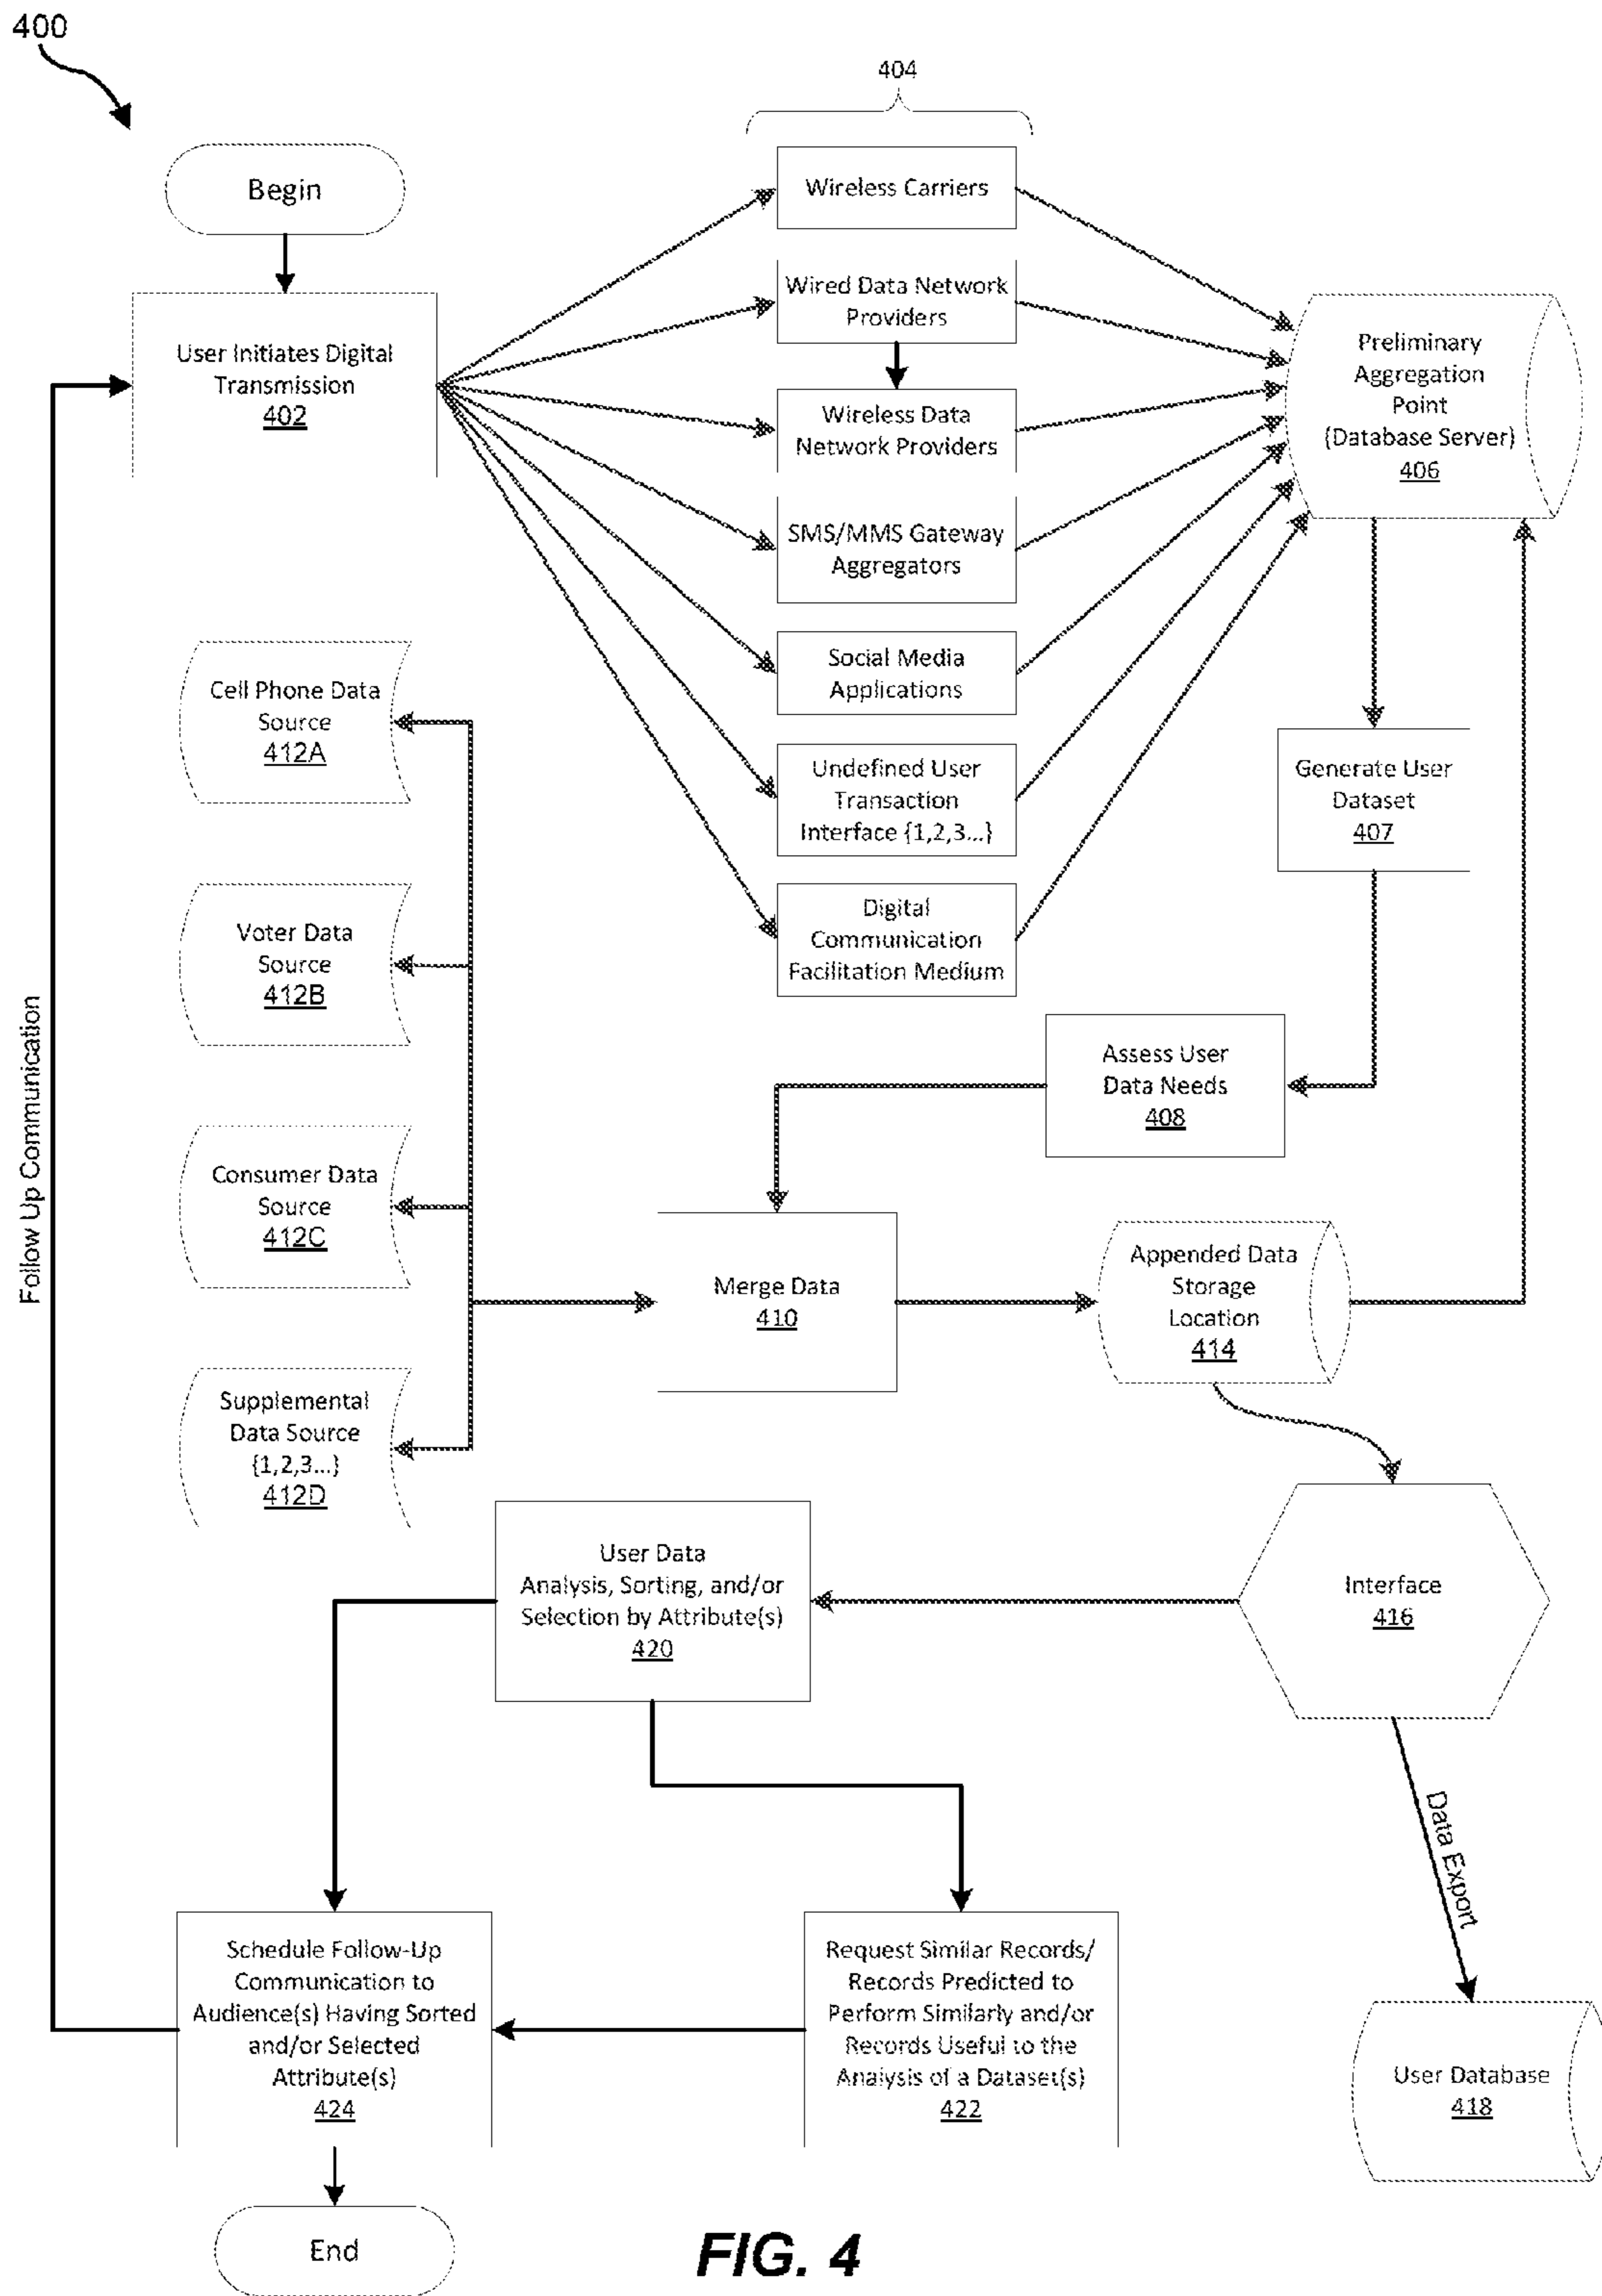 400
404
Begin
Wireless Carriers
Wired Data Network
Providers
User Initiates Digital
Transmission
402
Preliminary
Aggregation
Point
(Database Server)
406
Wireless Data
Network Providers
SMS/MMS Gateway
Aggregators
Social Media
Applications
Cell Phone Data
Source
412A
Undefined User
Transaction
Interface {1,2,3...}
Generate User
Dataset
407
Digital
Communication
Facilitation Medium
Voter Data
Source
412B
Follow Up Communication
Assess User
Data Needs
408
Consumer Data
Source
412C
Merge Data
410
Appended Data
Storage
Location
414
Supplemental
Data Source
{1,2,3...}
412D
User Data
Analysis, Sorting, and/or
Selection by Attribute(s)
420
Interface
416
Data Export
Schedule Follow-Up
Communication to
Audience(s) Having Sorted
and/or Selected
Attribute(s)
424
Request Similar Records/
Records Predicted to
Perform Similarly and/or
Records Useful to the
Analysis of a Dataset(s)
422
User Database
418
End
FIG. 4